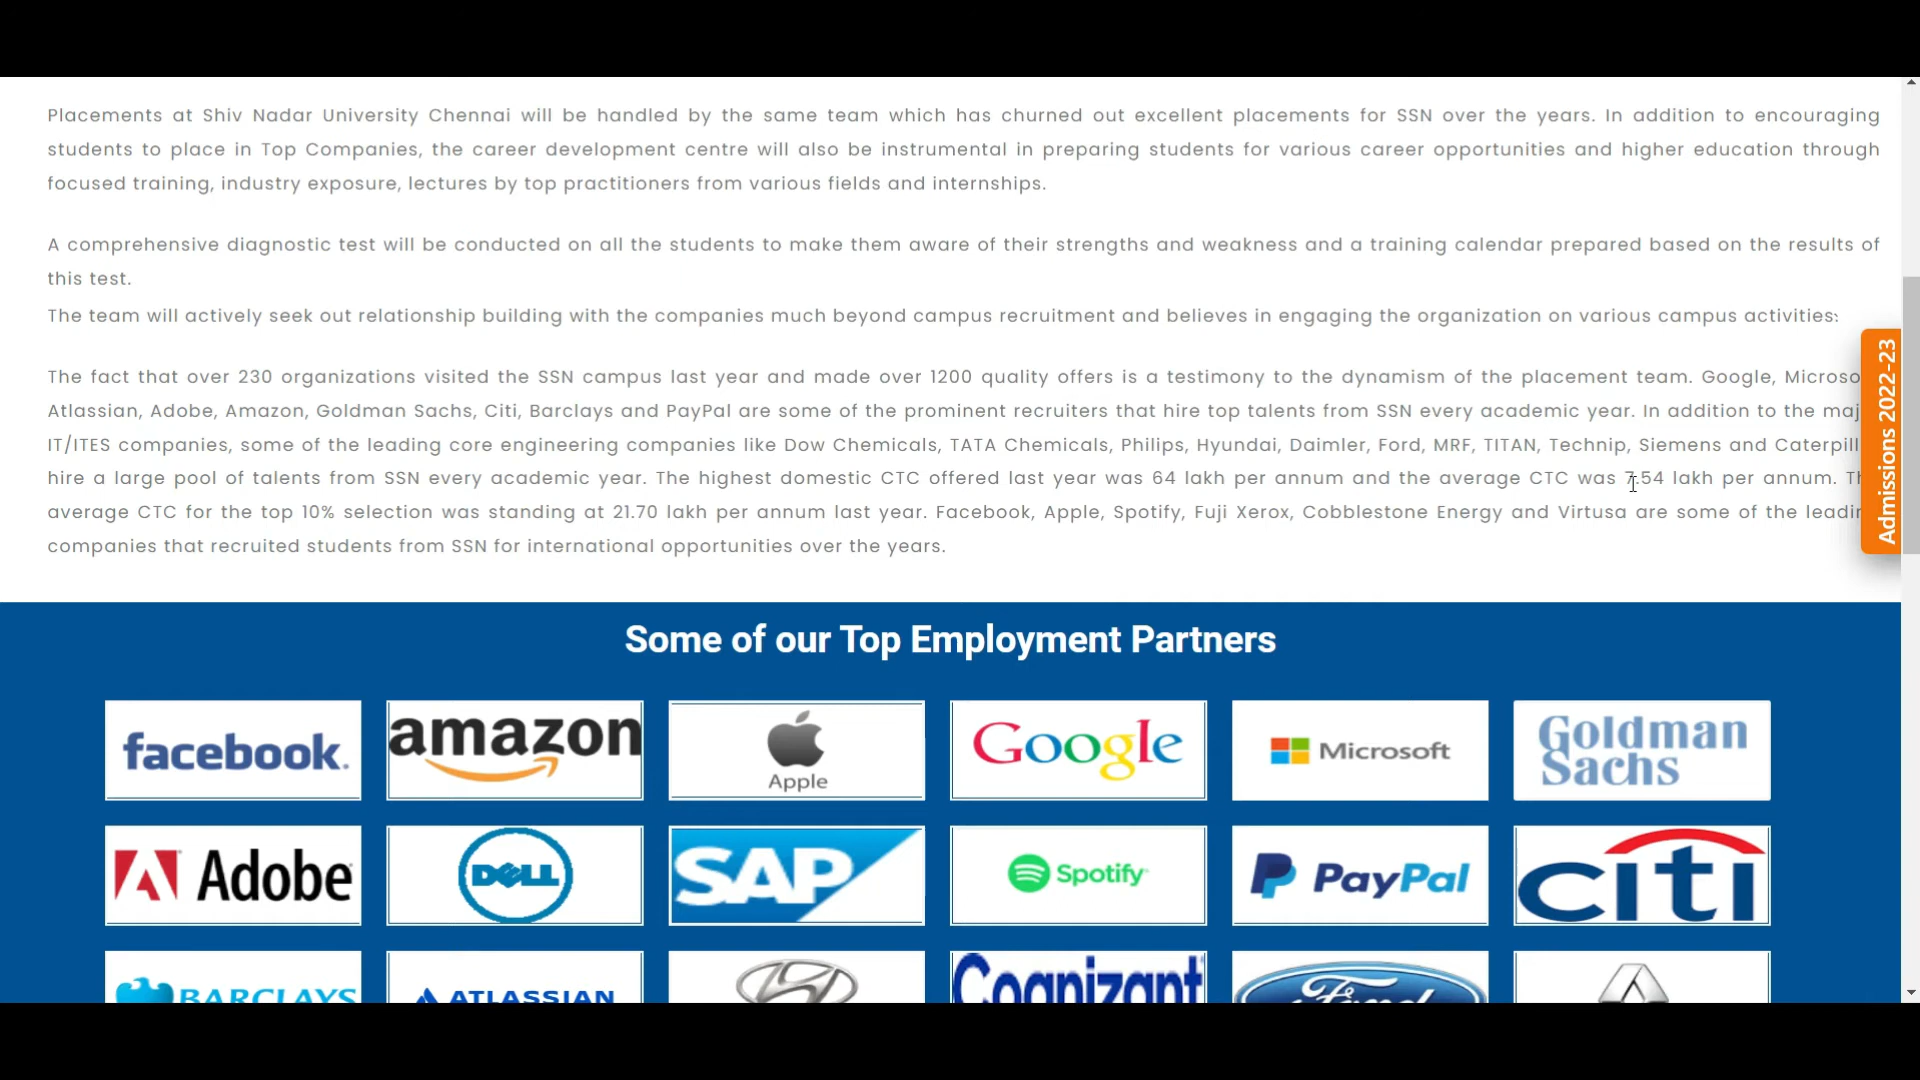 Placements at Shiv Nadar University Chennai will be handled by the same team which has churned out excellent placements for SSN over the years. In addition to encouraging
students to place in Top Companies, the career development centre will also be instrumental in preparing students for various career opportunities and higher education through
focused training, industry exposure, lectures by top practitioners from various fields and internships.
A comprehensive diagnostic test will be conducted on all the students to make them aware of their strengths and weakness and a training calendar prepared based on the results of
this test.
The team will actively seek out relationship building with the companies much beyond campus recruitment and believes in engaging the organization on various campus activities:
The fact that over 230 organizations visited the SSN campus last year and made over 1200 quality offers is a testimony to the dynamism of the placement team. Google, Microso
Atlassian, Adobe, Amazon, Goldman Sachs, Citi, Barclays and PayPal are some of the prominent recruiters that hire top talents from SSN every academic year. In addition to the maj
IT/ITES companies, some of the leading core engineering companies like Dow Chemicals, TATA Chemicals, Philips, Hyundai, Daimler, Ford, MRF, TITAN, Technip, Siemens and Caterpill
hire a large pool of talents from SSN every academic year. The highest domestic CTC offered last year was 64 lakh per annum and the average CTC was 7.54 lakh per annum. Th
average CTC for the top 10% selection was standing at 21.70 lakh per annum last year. Facebook, Apple, Spotify, Fuji Xerox, Cobblestone Energy and Virtusa are some of the leadin
companies that recruited students from SSN for international opportunities over the years.
Admissions 2022-23
Some of our Top Employment Partners
facebook.
amazon
Apple
Google
Microsoft
Goldman
Sachs
Adobe
DELL
SAP
Spotify
PayPal
citi
BARCLAYS
ATLASSIAN
Cognizant
Ford